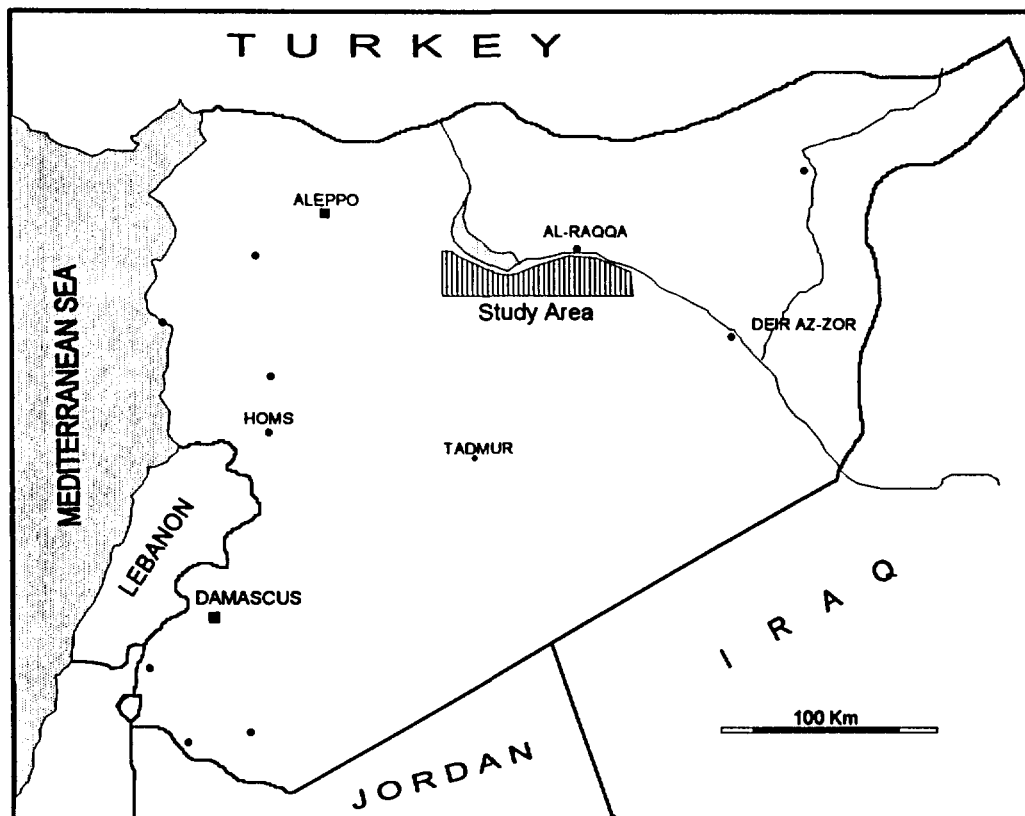 TURKEY
ALEPPO
AL-RAQQA
Study Area
MEDITERRANEAN SEA
DEIR AZ-ZOR
HOMS
TADMUR
LEBANON
DAMASCUS
IRAQ
100 Km
JORDAN